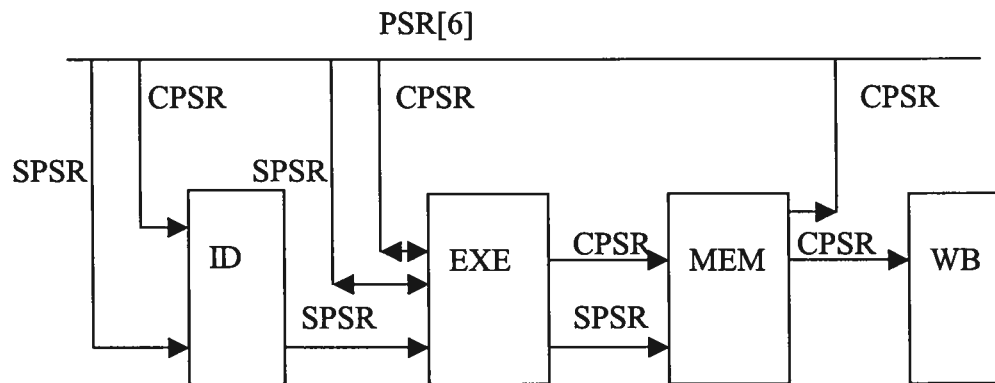 PSR[6]
CPSR CPSR CPSR
SPSR SPSR
ID EXE CPSR MEM CPSR WB
SPSR SPSR